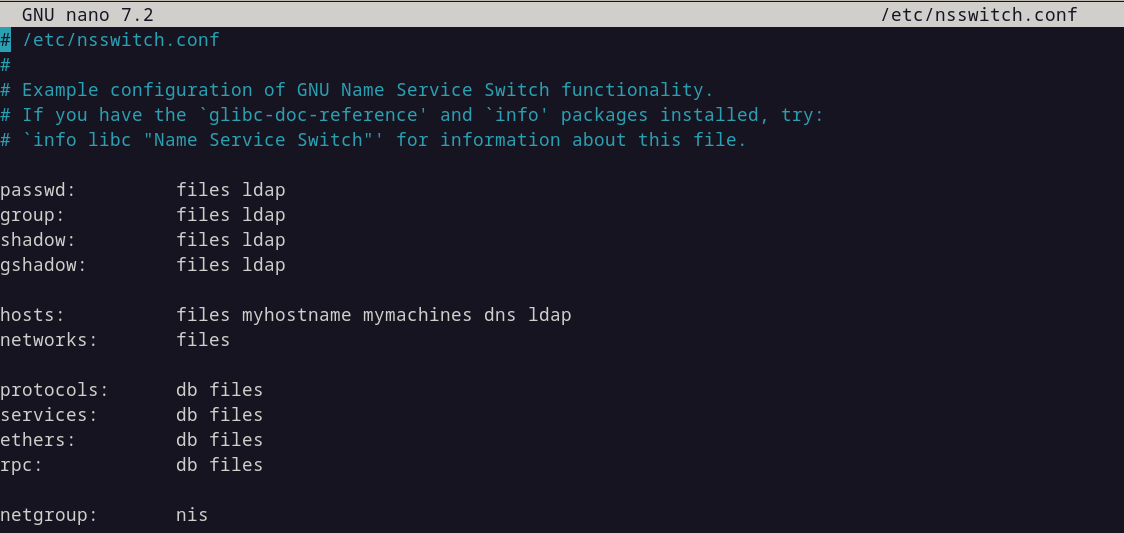 GNU nano 7.2 /etc/nsswitch.conf
# /etc/nsswitch.conf
#
# Example configuration of GNU Name Service Switch functionality.
# If you have the `glibc-doc-reference' and `info' packages installed, try:
# `info libc "Name Service Switch"' for information about this file.
passwd: files ldap
group: files ldap
shadow: files ldap
gshadow: files ldap
hosts: files myhostname mymachines dns ldap
networks: files
protocols: db files
services: db files
ethers: db files
rpc: db files
netgroup: nis